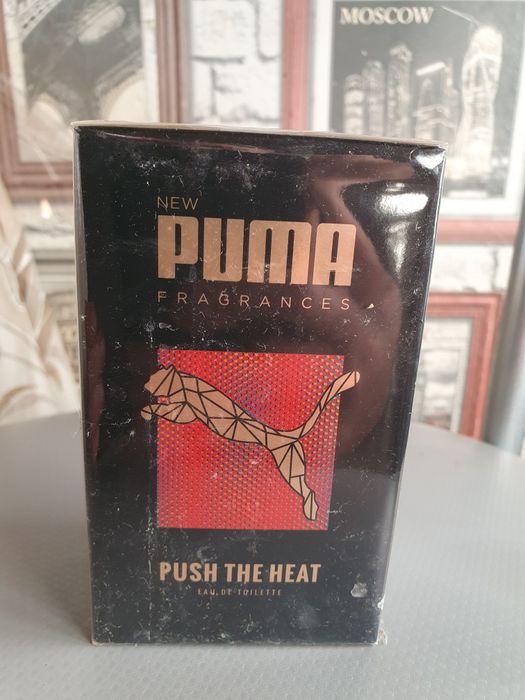 MOSCOW
NEW
PUMA
FRAGRANCES
PUSH THE HEAT
EAU DE TOILETTE